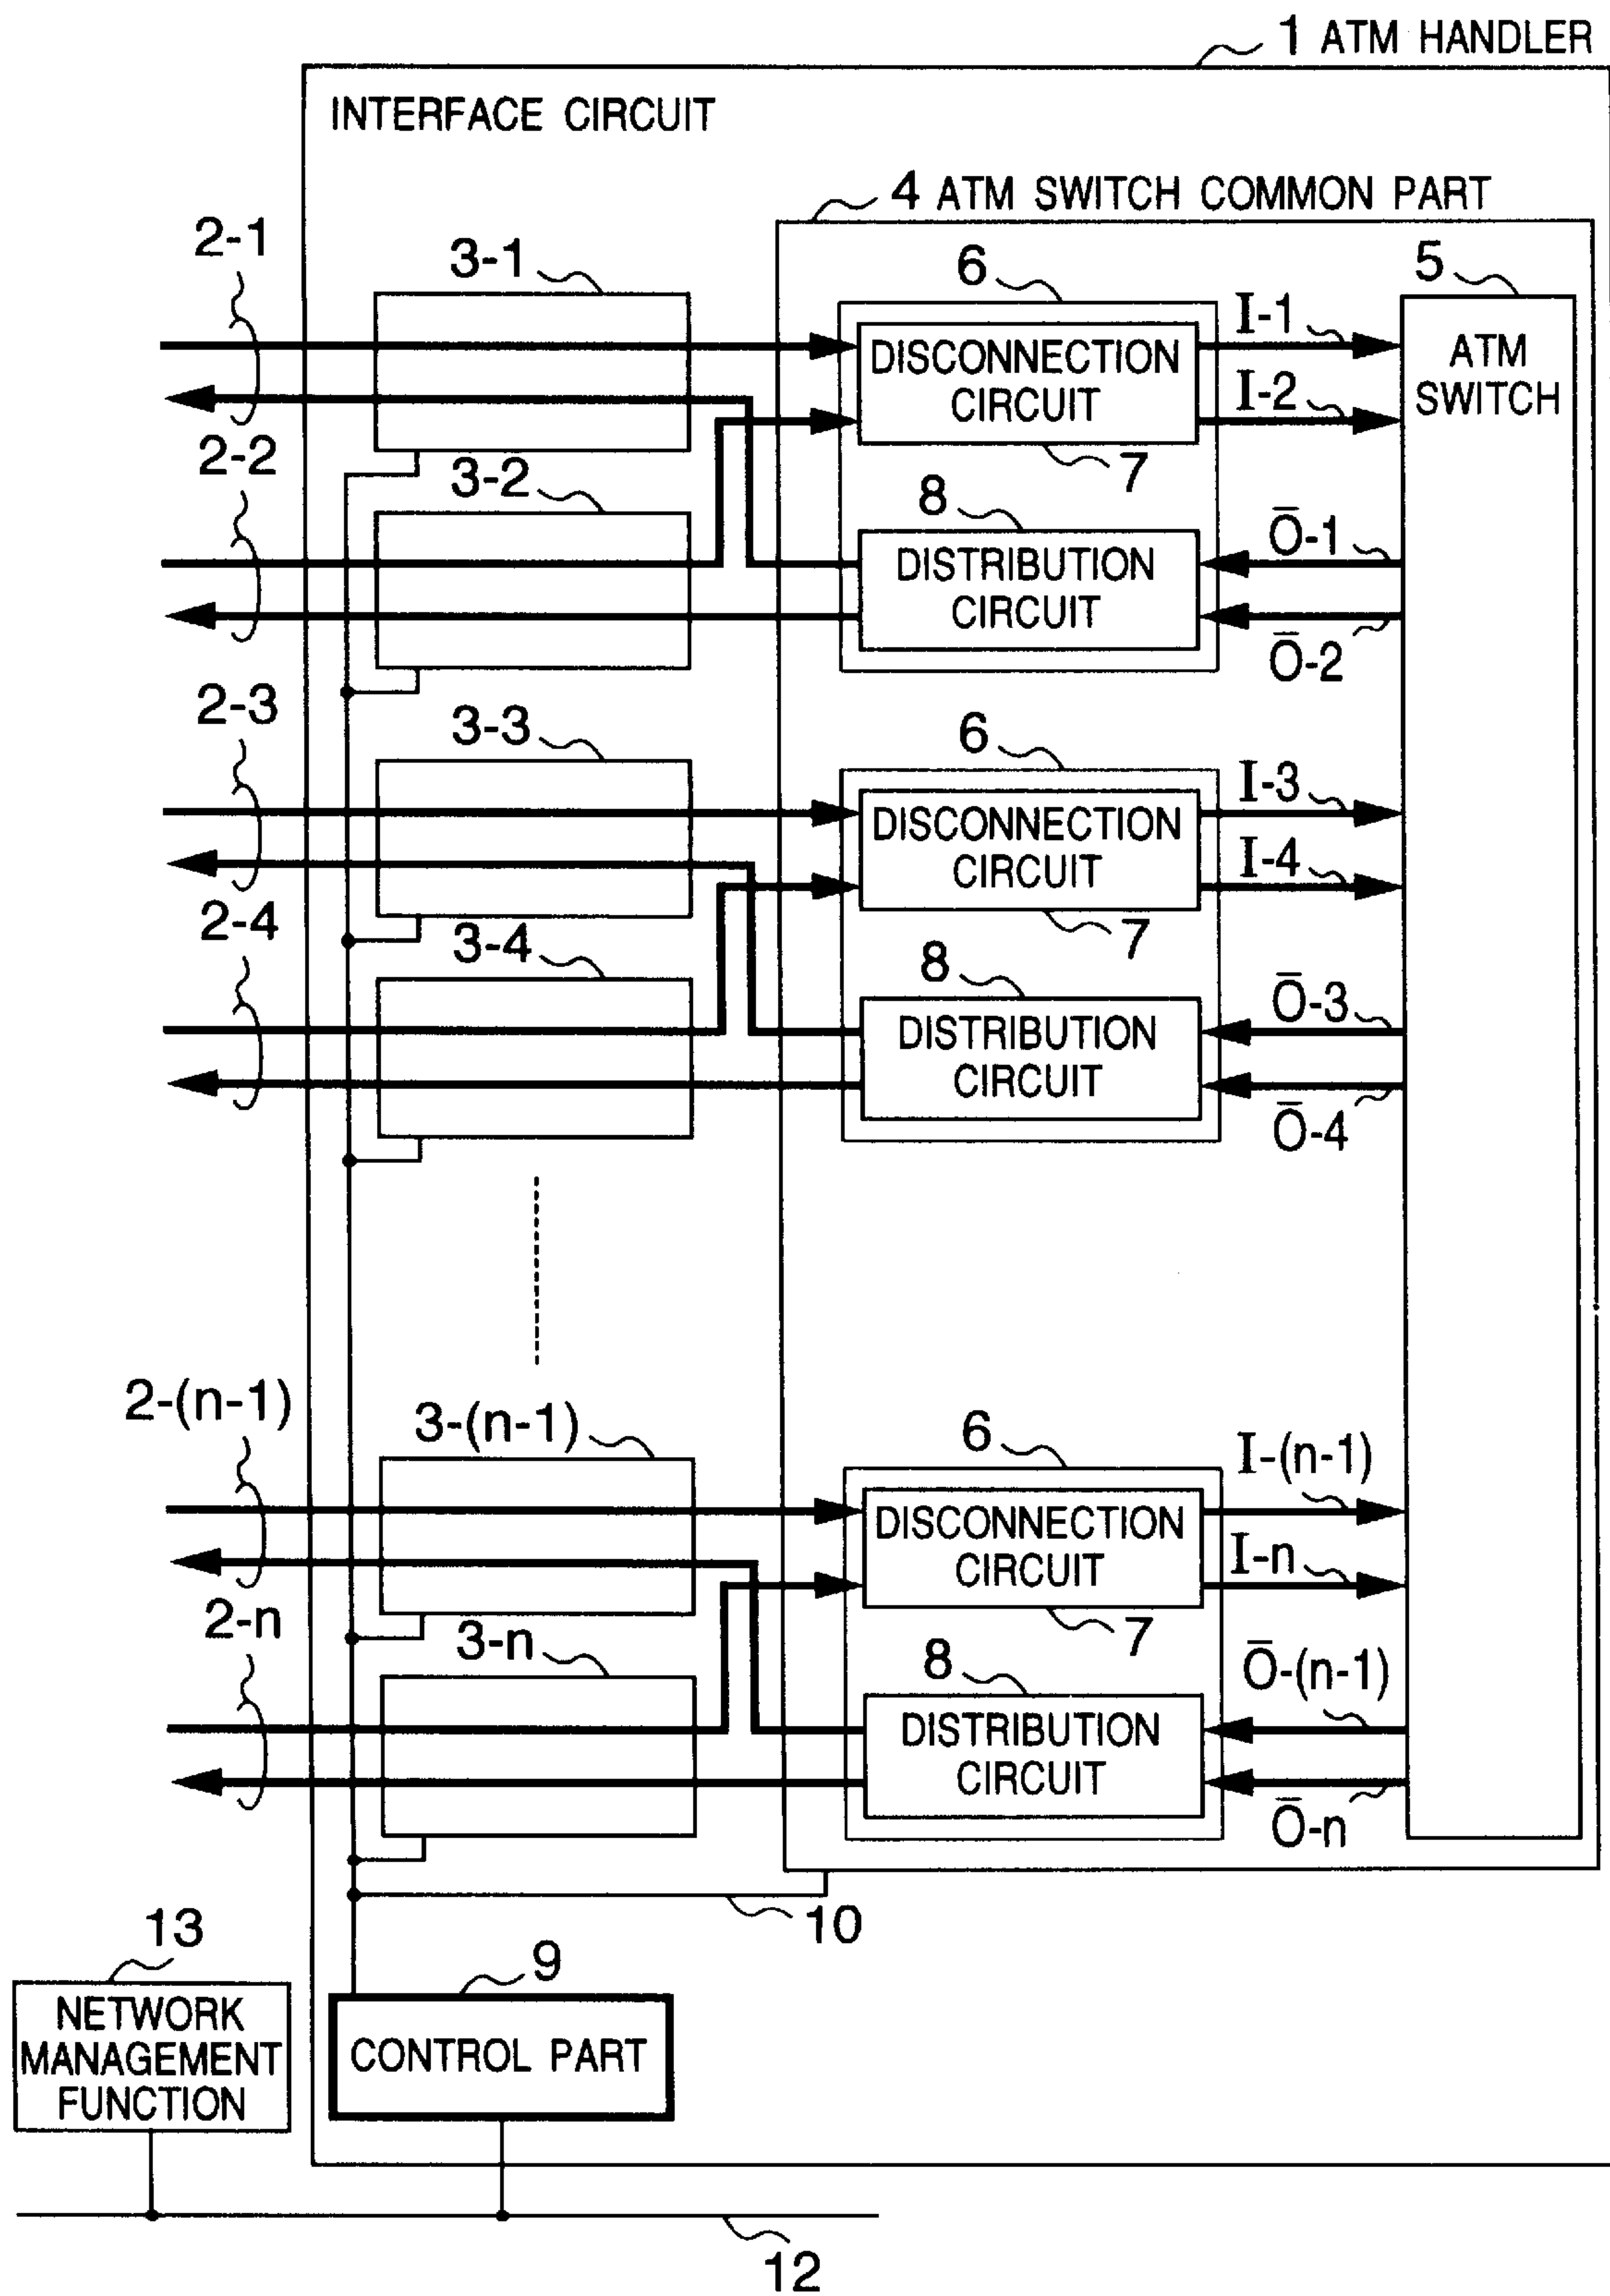 1 ATM HANDLER
INTERFACE CIRCUIT
4 ATM SWITCH COMMON PART
2-1
3-1
6
5
I-1
DISCONNECTION
CIRCUIT
ATM
SWITCH
I-2
2-2
3-2
7
8
Ō-1
DISTRIBUTION
CIRCUIT
Ō-2
2-3
3-3
6
I-3
DISCONNECTION
CIRCUIT
I-4
2-4
3-4
7
8
Ō-3
DISTRIBUTION
CIRCUIT
Ō-4
2-(n-1)
3-(n-1)
6
I-(n-1)
DISCONNECTION
CIRCUIT
I-n
2-n
3-n
7
8
Ō-(n-1)
DISTRIBUTION
CIRCUIT
Ō-n
10
13
9
NETWORK
MANAGEMENT
FUNCTION
CONTROL PART
12